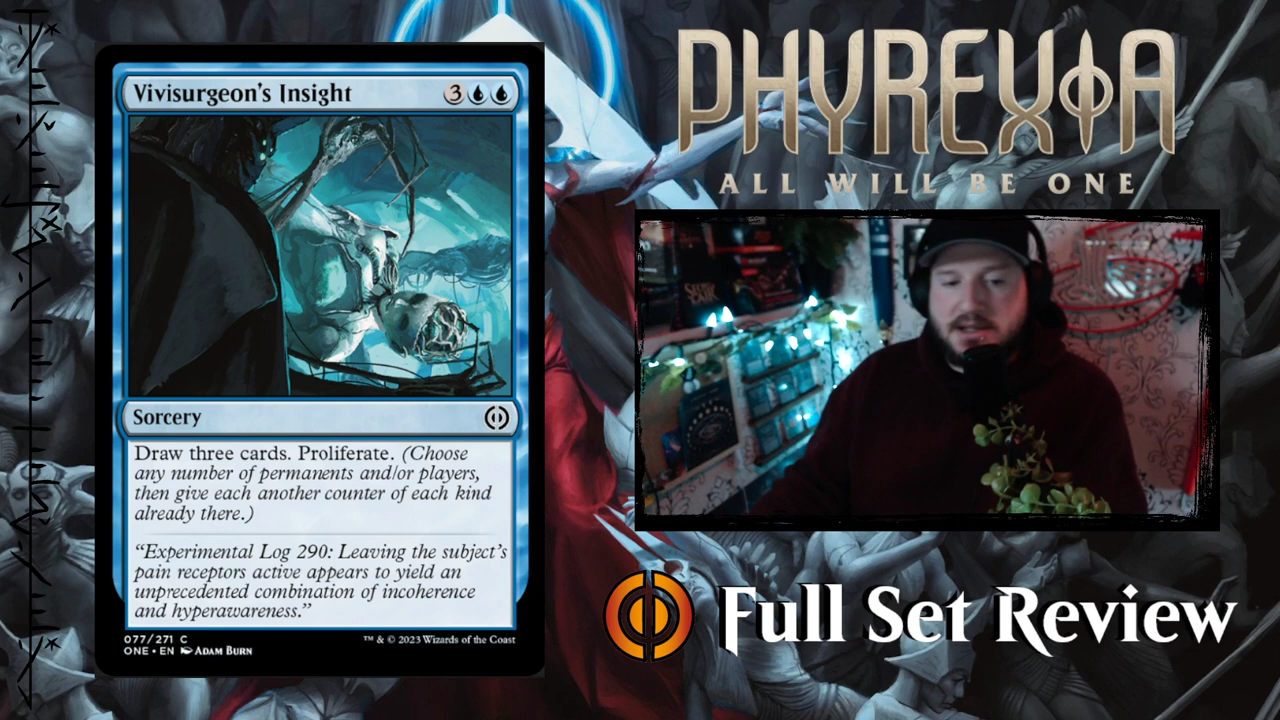 Vivisurgeon's Insight 3
Sorcery
Draw three cards. Proliferate. (Choose
any number of permanents and/or players,
then give each another counter of each kind
already there.)
“Experimental Log 290: Leaving the subject's
pain receptors active appears to yield an
unprecedented combination of incoherence
and hyperawareness.”
077/271 C
ONE • EN Adam Burn
™ & © 2023 Wizards of the Coast
PHYREXIA
ALL WILL BE ONE
Full Set Review